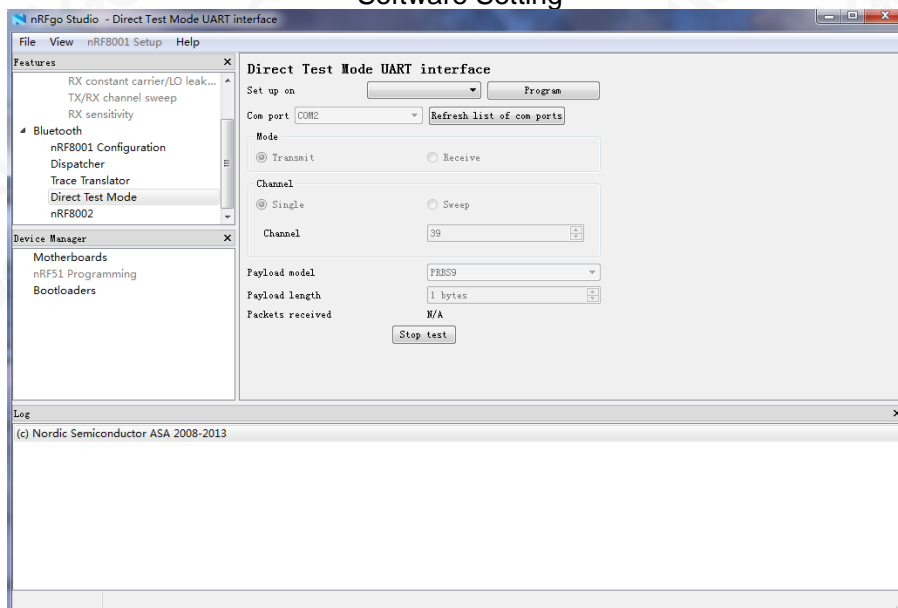 Software Setting
nRFgo Studio - Direct Test Mode UART interface
File View nRF8001 Setup Help
Features
RX constant carrier/LO leak...
TX/RX channel sweep
RX sensitivity
Bluetooth
nRF8001 Configuration
Dispatcher
Trace Translator
Direct Test Mode
nRF8002
Device Manager
Motherboards
nRF51 Programming
Bootloaders
Direct Test Mode UART interface
Set up on Program
Com port COM2 Refresh list of com ports
Mode
Transmit Receive
Channel
Single Sweep
Channel 39
Payload model PRBS9
Payload length 1 bytes
Packets received N/A
Stop test
Log
(c) Nordic Semiconductor ASA 2008-2013